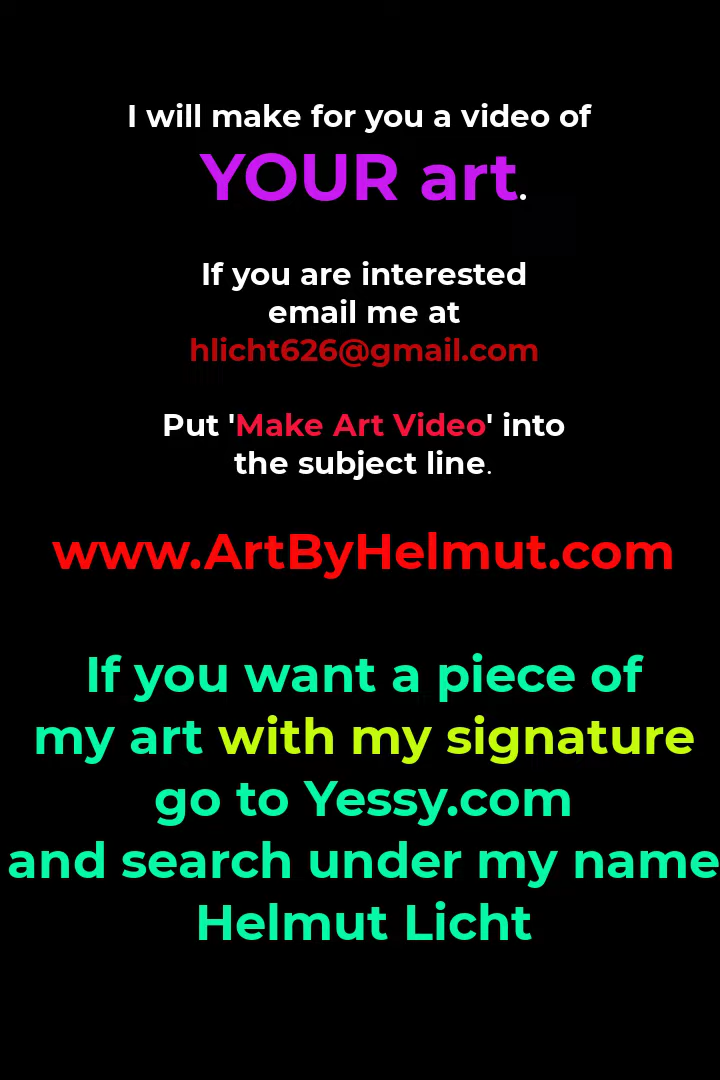 I will make for you a video of
YOUR art.
If you are interested
email me at
hlicht626@gmail.com
Put 'Make Art Video' into
the subject line.
www.ArtByHelmut.com
If you want a piece of
my art with my signature
go to Yessy.com
and search under my name
Helmut Licht